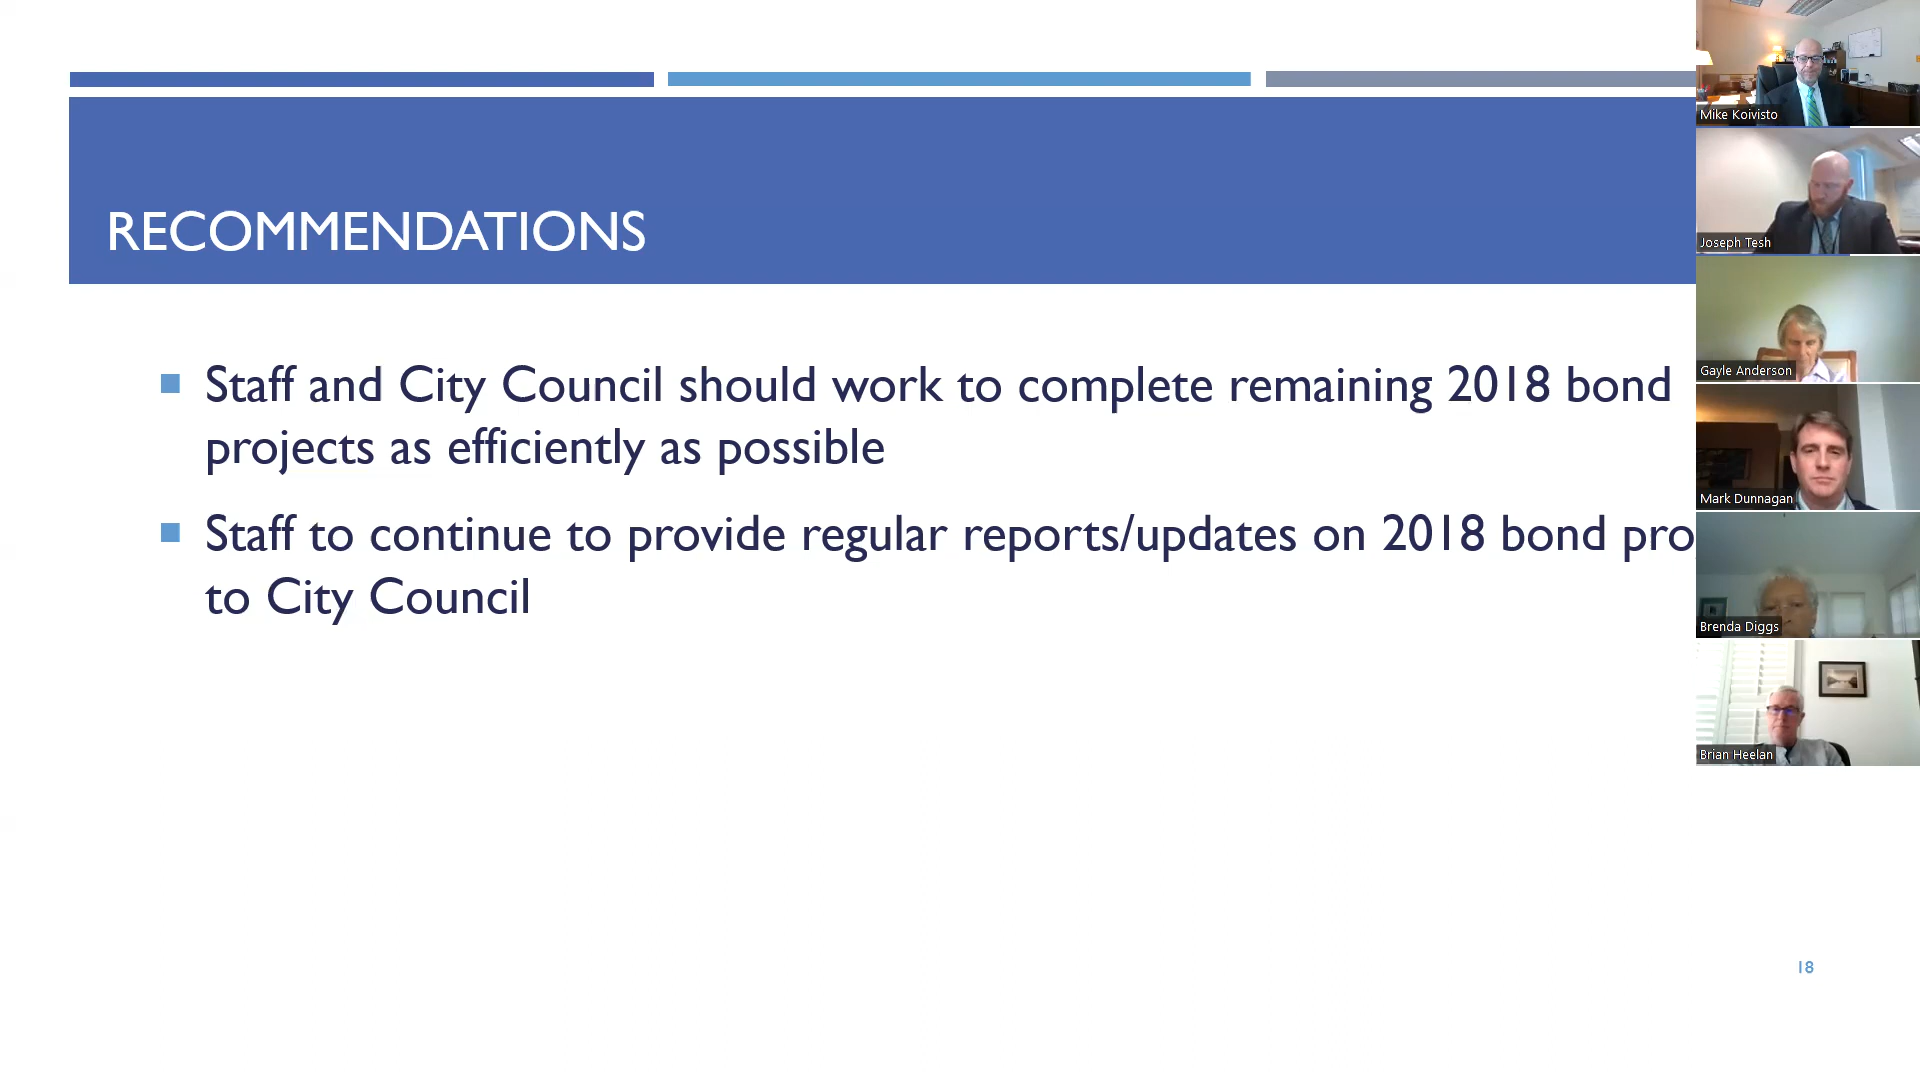 RECOMMENDATIONS
Staff and City Council should work to complete remaining 2018 bond
projects as efficiently as possible
Staff to continue to provide regular reports/updates on 2018 bond pro
to City Council
18
Mike Koivisto
Joseph Tesh
Gayle Anderson
Mark Dunnagan
Brenda Diggs
Brian Heelan